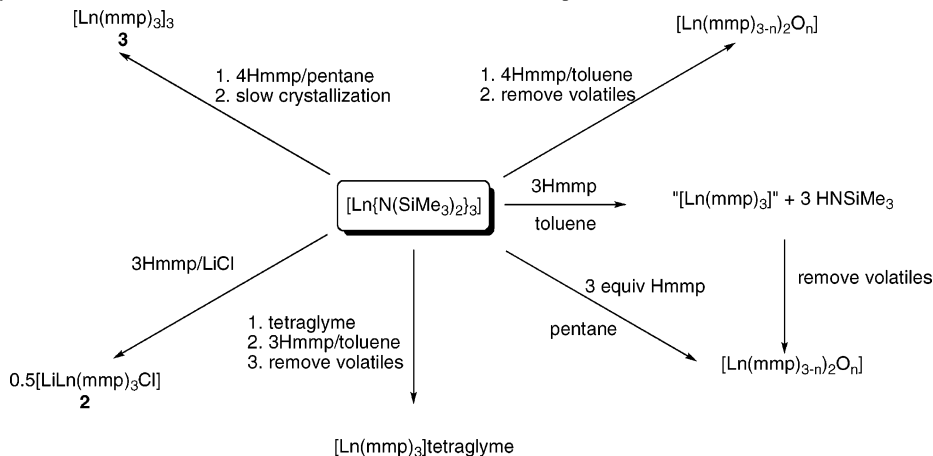 [Ln(mmp)3]3
3
[Ln(mmp)3-n)2On]
1. 4Hmmp/pentane
2. slow crystallization
1. 4Hmmp/toluene
2. remove volatiles
[Ln{N(SiMe3)2}3]
3Hmmp
toluene
"[Ln(mmp)3]" + 3 HNSiMe3
3Hmmp/LiCl
3 equiv Hmmp
pentane
remove volatiles
1. tetraglyme
2. 3Hmmp/toluene
3. remove volatiles
0.5[LiLn(mmp)3Cl]
2
[Ln(mmp)3-n)2On]
[Ln(mmp)3]tetraglyme